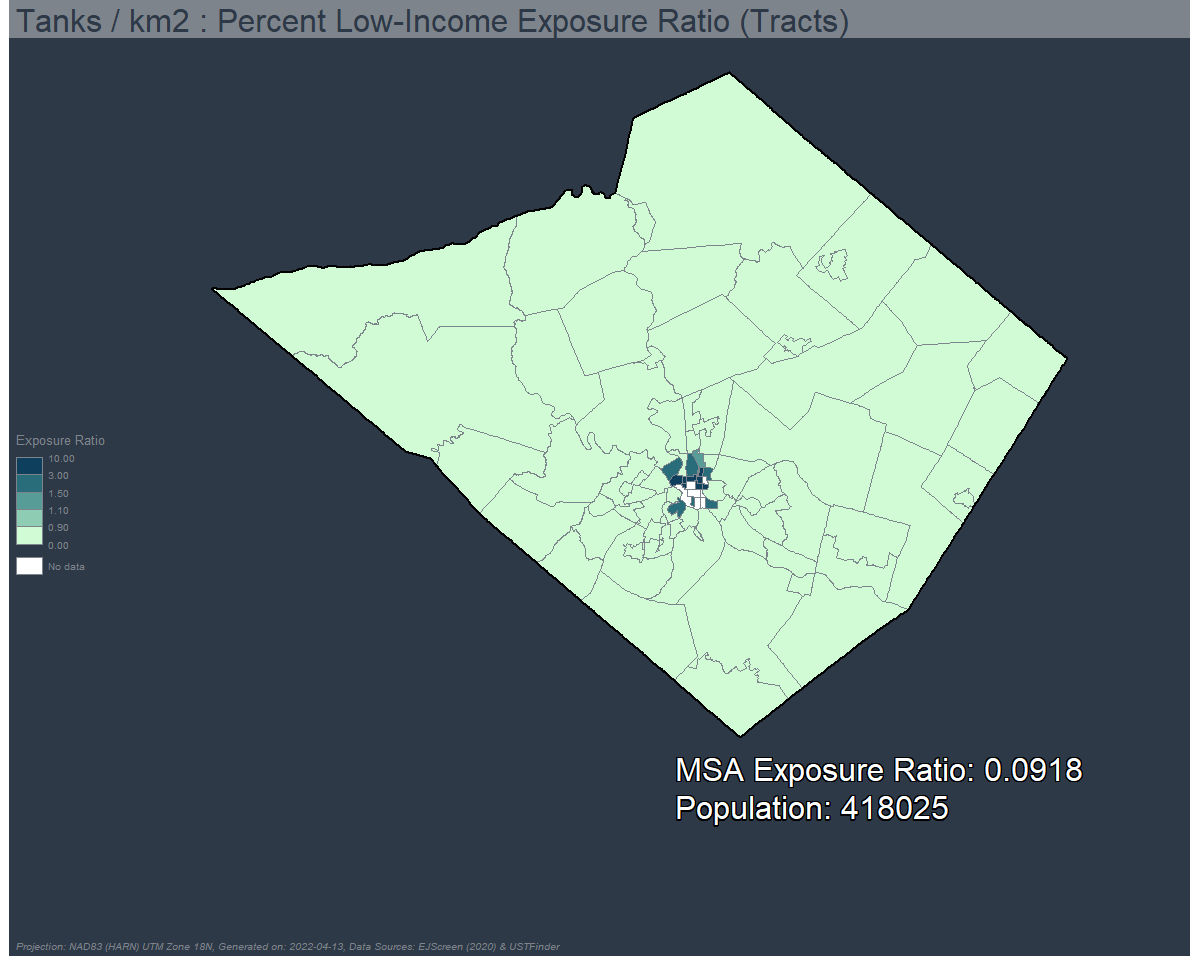 Tanks / km2 : Percent Low-Income Exposure Ratio (Tracts)
Exposure Ratio
10.00
3.00
1.50
1.10
0.90
0.00
No data
MSA Exposure Ratio: 0.0918
Population: 418025
Projection: NAD83 (HARN) UTM Zone 18N, Generated on: 2022-04-13, Data Sources: EJScreen (2020) & USTFinder